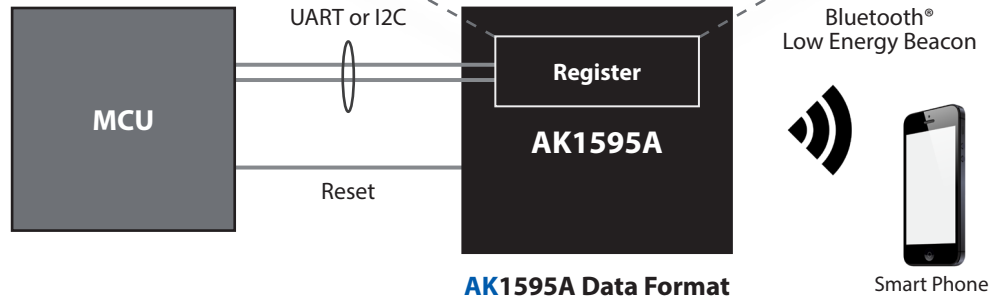 UART or I2C
Bluetooth®
Low Energy Beacon
Register
MCU
AK1595A
Reset
AK1595A Data Format
Smart Phone